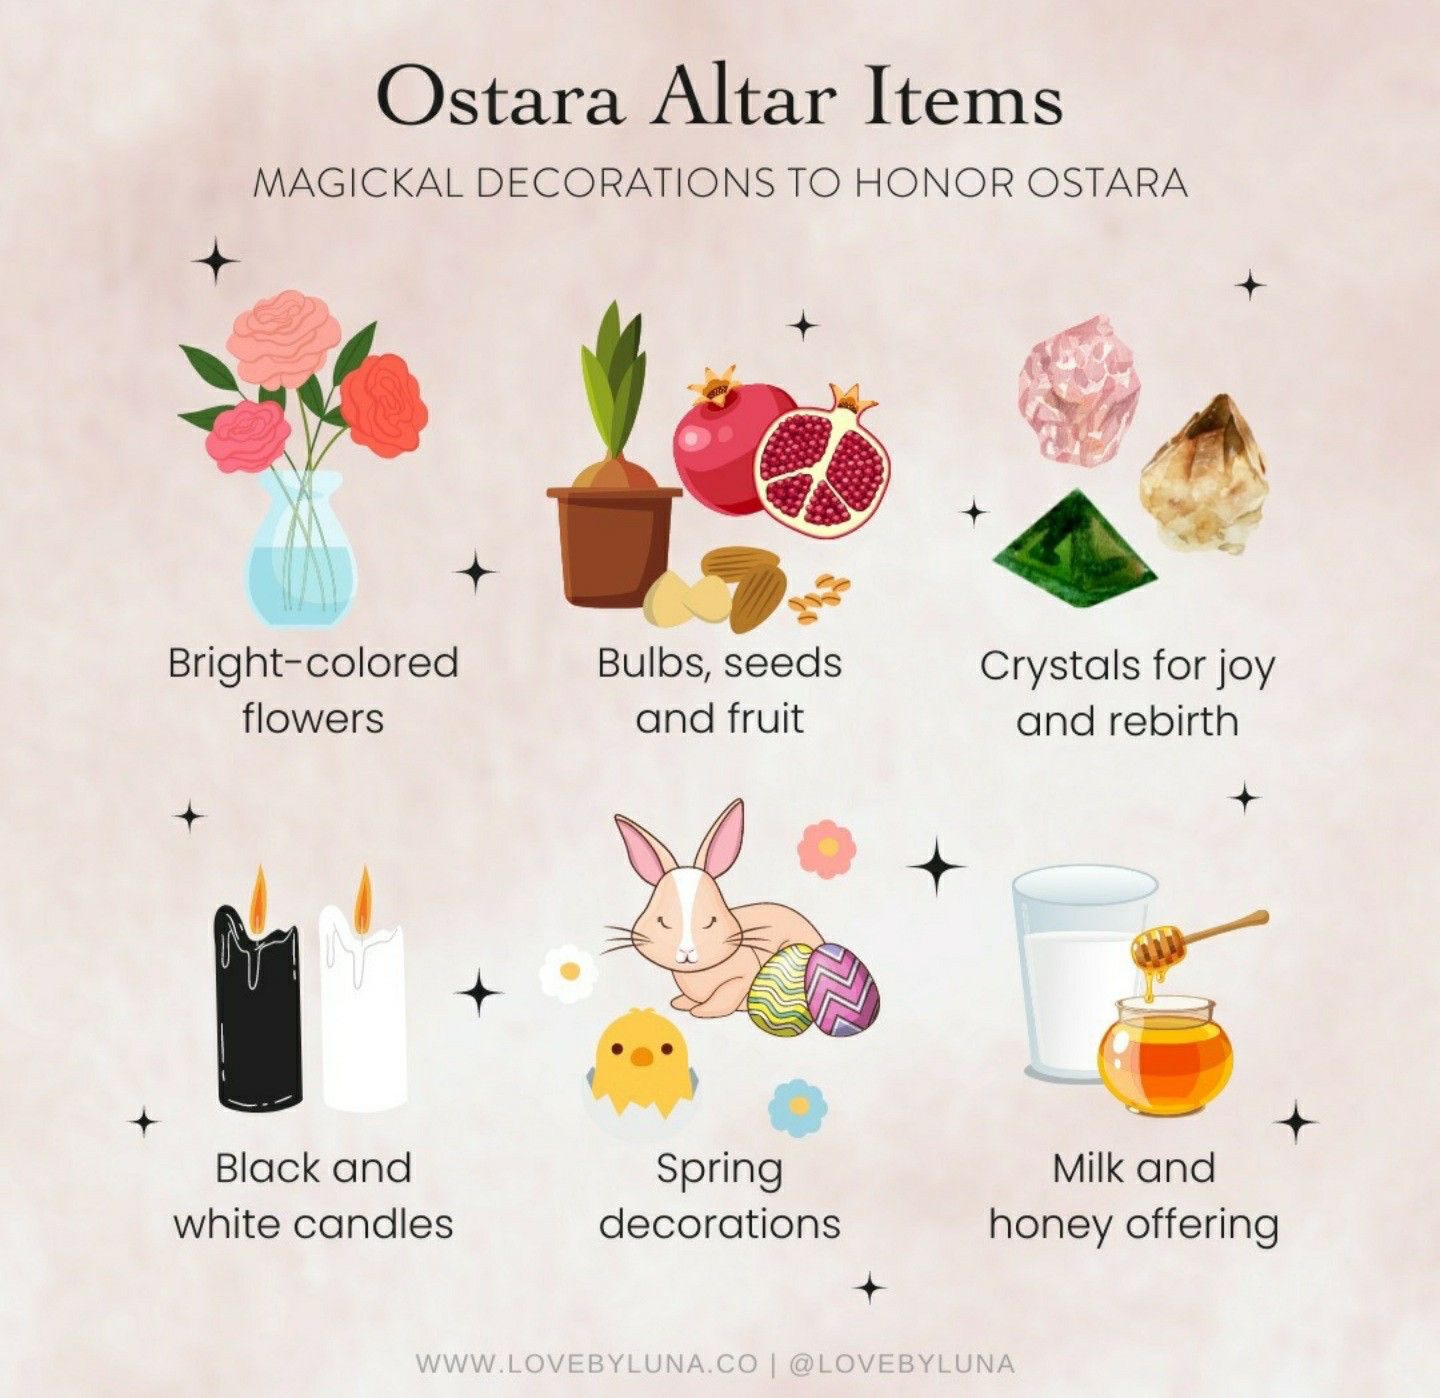 Ostara Altar Items
MAGICKAL DECORATIONS TO HONOR OSTARA
Bright-colored
flowers
Bulbs, seeds
and fruit
Crystals for joy
and rebirth
Black and
white candles
Spring
decorations
Milk and
honey offering
WWW.LOVEBYLUNA.CO | @LOVEBYLUNA